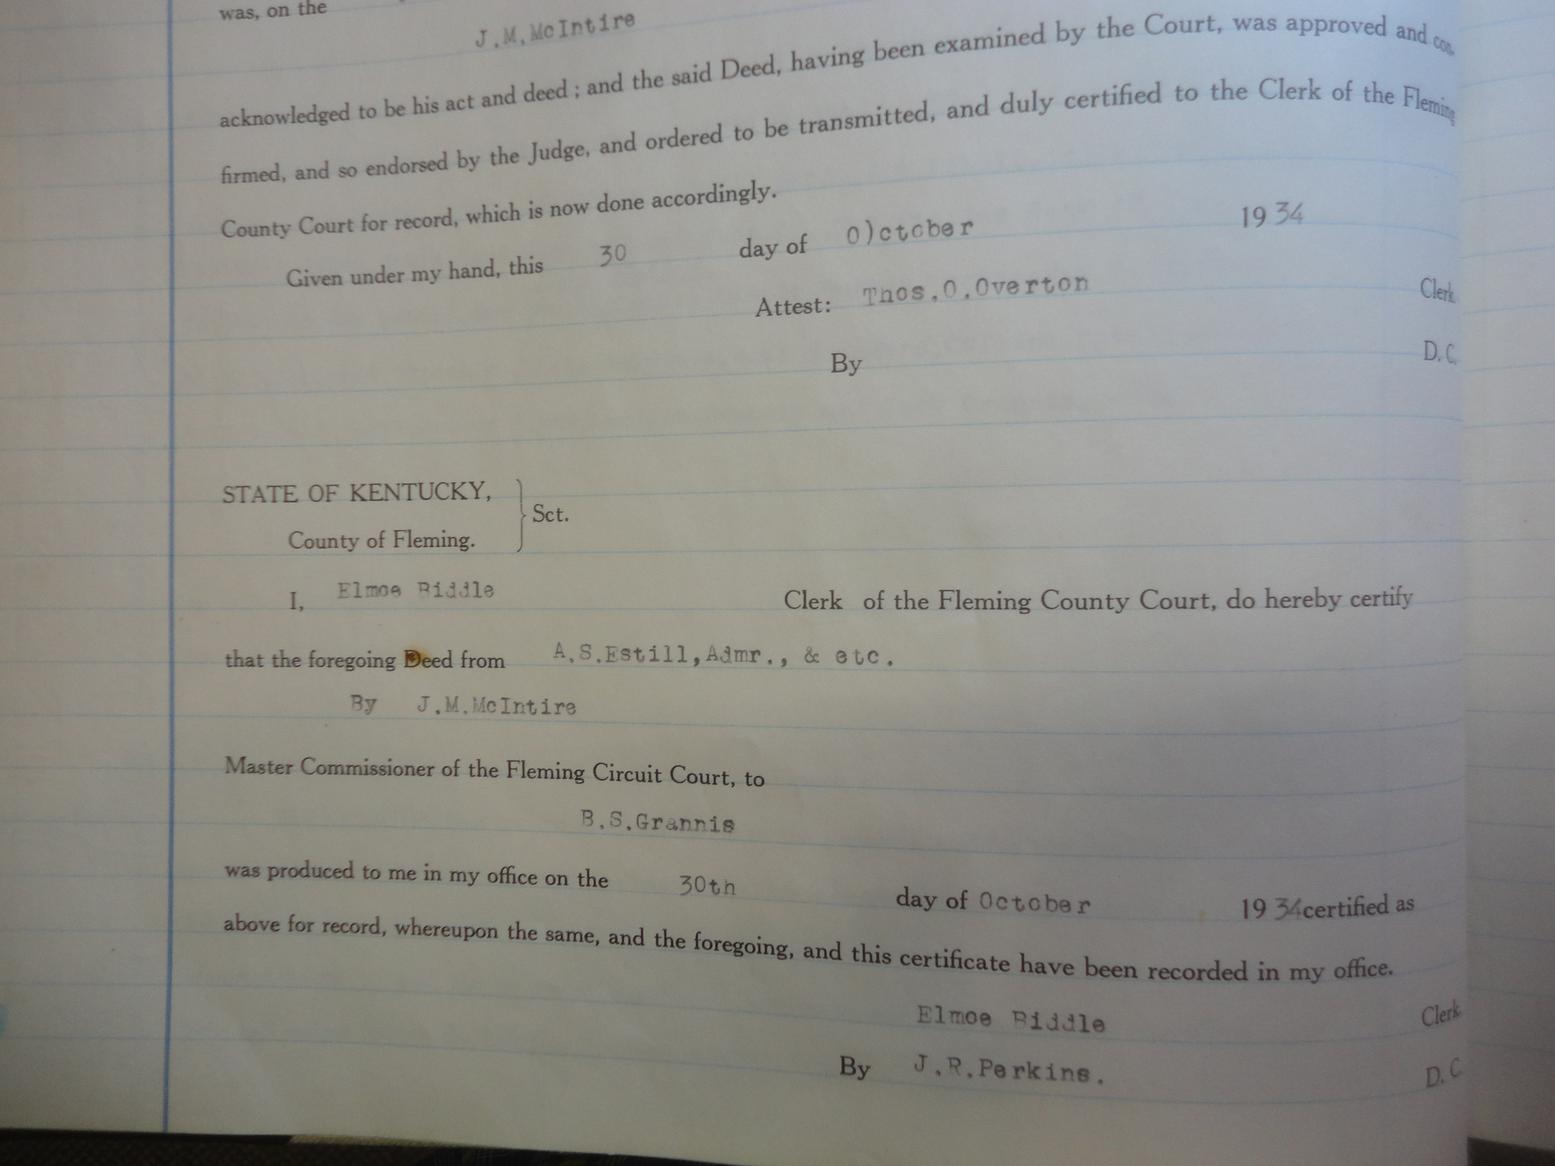 was, on the
J.M.McIntire
acknowledged to be his act and deed; and the said Deed, having been examined by the Court, was approved and con-
firmed, and so endorsed by the Judge, and ordered to be transmitted, and duly certified to the Clerk of the Fleming
County Court for record, which is now done accordingly.
Given under my hand, this 30 day of O)ctober 1934
Attest: Thos.O.Overton Clerk
By D.C.
STATE OF KENTUCKY,
County of Fleming. } Sct.
I, Elmoe Riddle Clerk of the Fleming County Court, do hereby certify
that the foregoing Deed from A.S.Estill,Admr., & etc.
By J.M.McIntire
Master Commissioner of the Fleming Circuit Court, to
B.S.Grannis
was produced to me in my office on the 30th day of October 1934 certified as
above for record, whereupon the same, and the foregoing, and this certificate have been recorded in my office.
Elmoe Riddle Clerk
By J.R.Perkins. D.C